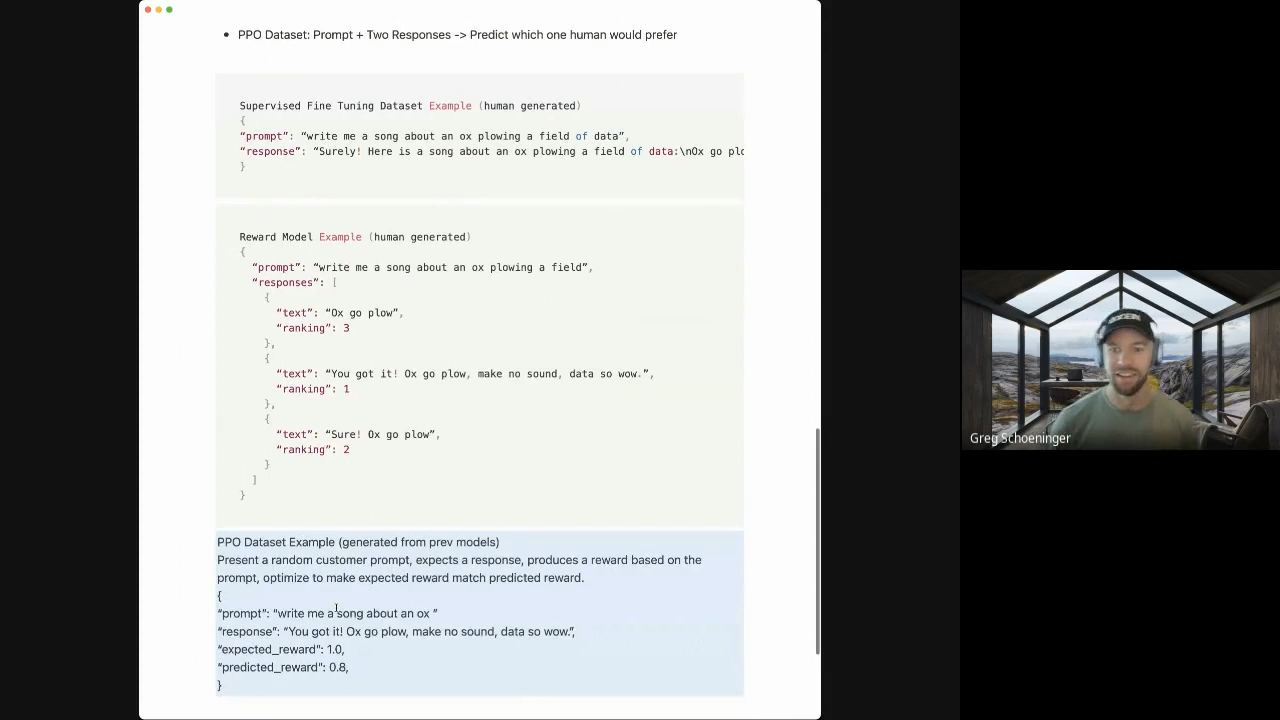 • PPO Dataset: Prompt + Two Responses -> Predict which one human would prefer
Supervised Fine Tuning Dataset Example (human generated)
{
“prompt”: “write me a song about an ox plowing a field of data”,
“response”: “Surely! Here is a song about an ox plowing a field of data:\nOx go plo
}
Reward Model Example (human generated)
{
“prompt”: “write me a song about an ox plowing a field”,
“responses”: [
{
“text”: “Ox go plow”,
“ranking”: 3
},
{
“text”: “You got it! Ox go plow, make no sound, data so wow.”,
“ranking”: 1
},
{
“text”: “Sure! Ox go plow”,
“ranking”: 2
}
]
}
PPO Dataset Example (generated from prev models)
Present a random customer prompt, expects a response, produces a reward based on the
prompt, optimize to make expected reward match predicted reward.
{
“prompt”: “write me a song about an ox ”
“response”: “You got it! Ox go plow, make no sound, data so wow.”,
“expected_reward”: 1.0,
“predicted_reward”: 0.8,
}
Greg Schoeninger